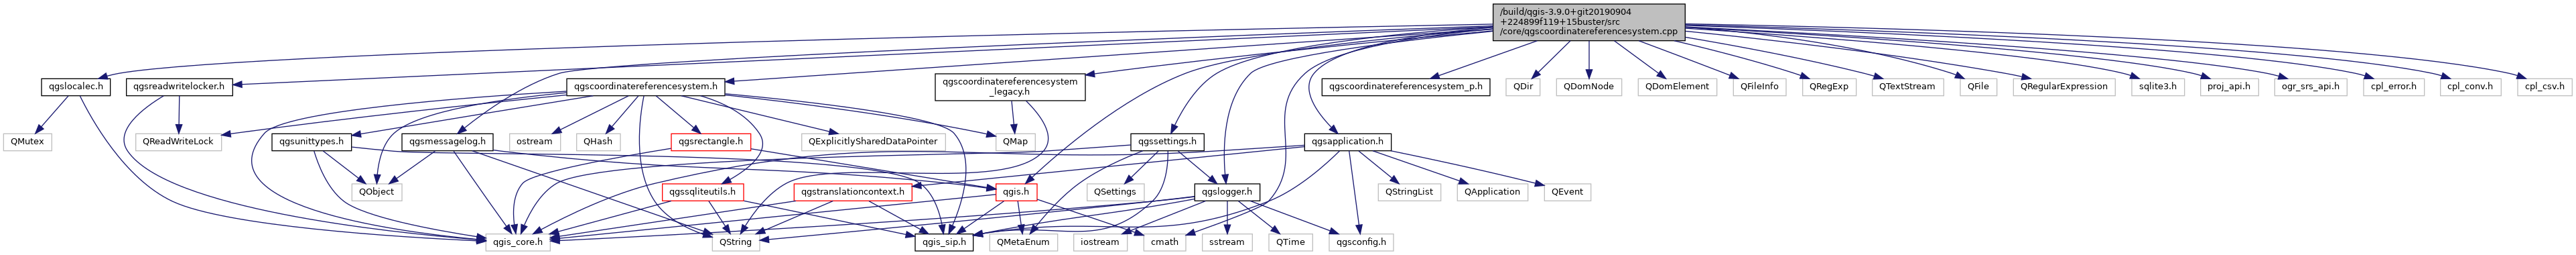 /build/qgis-3.9.0+git20190904
+224899f119+15buster/src
/core/qgscoordinatereferencesystem.cpp
qgslocalec.h
qgsreadwritelocker.h
qgscoordinatereferencesystem.h
qgscoordinatereferencesystem
_legacy.h
qgscoordinatereferencesystem_p.h
QDir
QDomNode
QDomElement
QFileInfo
QRegExp
QTextStream
QFile
QRegularExpression
sqlite3.h
proj_api.h
ogr_srs_api.h
cpl_error.h
cpl_conv.h
cpl_csv.h
QMutex
QReadWriteLock
qgsunittypes.h
qgsmessagelog.h
ostream
QHash
qgsrectangle.h
QExplicitlySharedDataPointer
QMap
qgssettings.h
qgsapplication.h
QObject
qgssqliteutils.h
qgstranslationcontext.h
qgis.h
QSettings
qgslogger.h
QStringList
QApplication
QEvent
qgis_core.h
QString
qgis_sip.h
QMetaEnum
iostream
cmath
sstream
QTime
qgsconfig.h